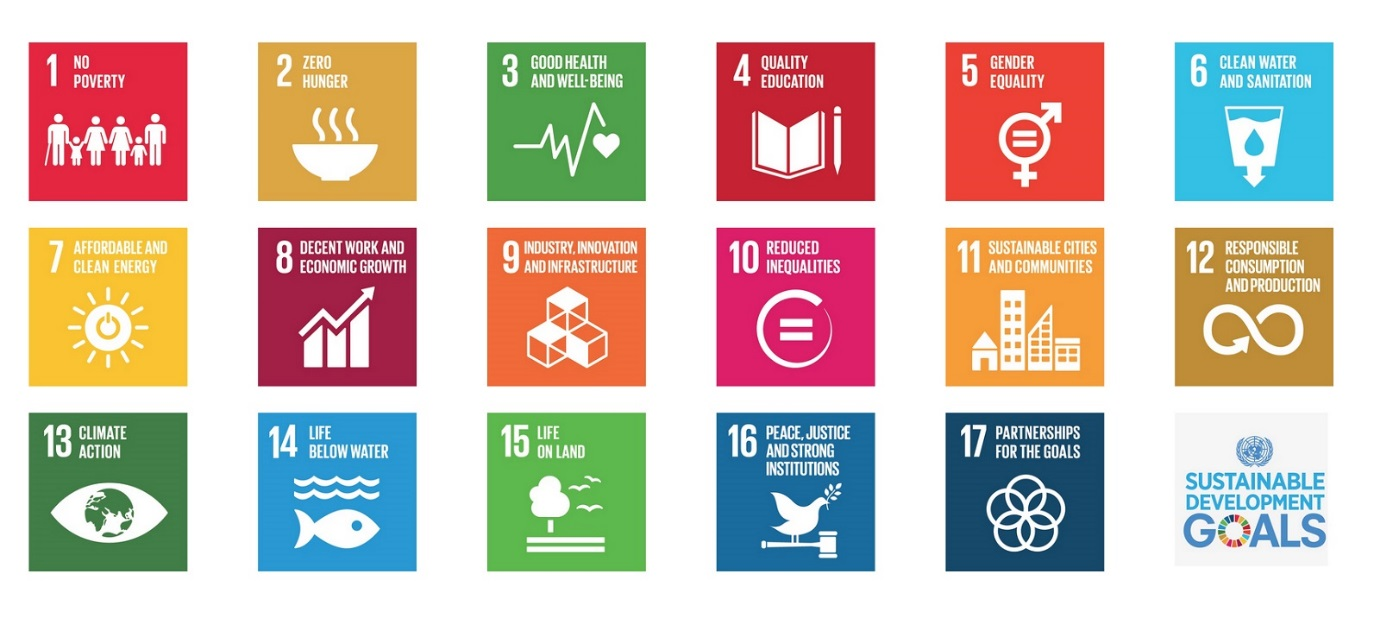 1 NO
POVERTY
2 ZERO
HUNGER
3 GOOD HEALTH
AND WELL-BEING
4 QUALITY
EDUCATION
5 GENDER
EQUALITY
6 CLEAN WATER
AND SANITATION
7 AFFORDABLE AND
CLEAN ENERGY
8 DECENT WORK AND
ECONOMIC GROWTH
9 INDUSTRY, INNOVATION
AND INFRASTRUCTURE
10 REDUCED
INEQUALITIES
11 SUSTAINABLE CITIES
AND COMMUNITIES
12 RESPONSIBLE
CONSUMPTION
AND PRODUCTION
13 CLIMATE
ACTION
14 LIFE
BELOW WATER
15 LIFE
ON LAND
16 PEACE, JUSTICE
AND STRONG
INSTITUTIONS
17 PARTNERSHIPS
FOR THE GOALS
SUSTAINABLE
DEVELOPMENT
GOALS